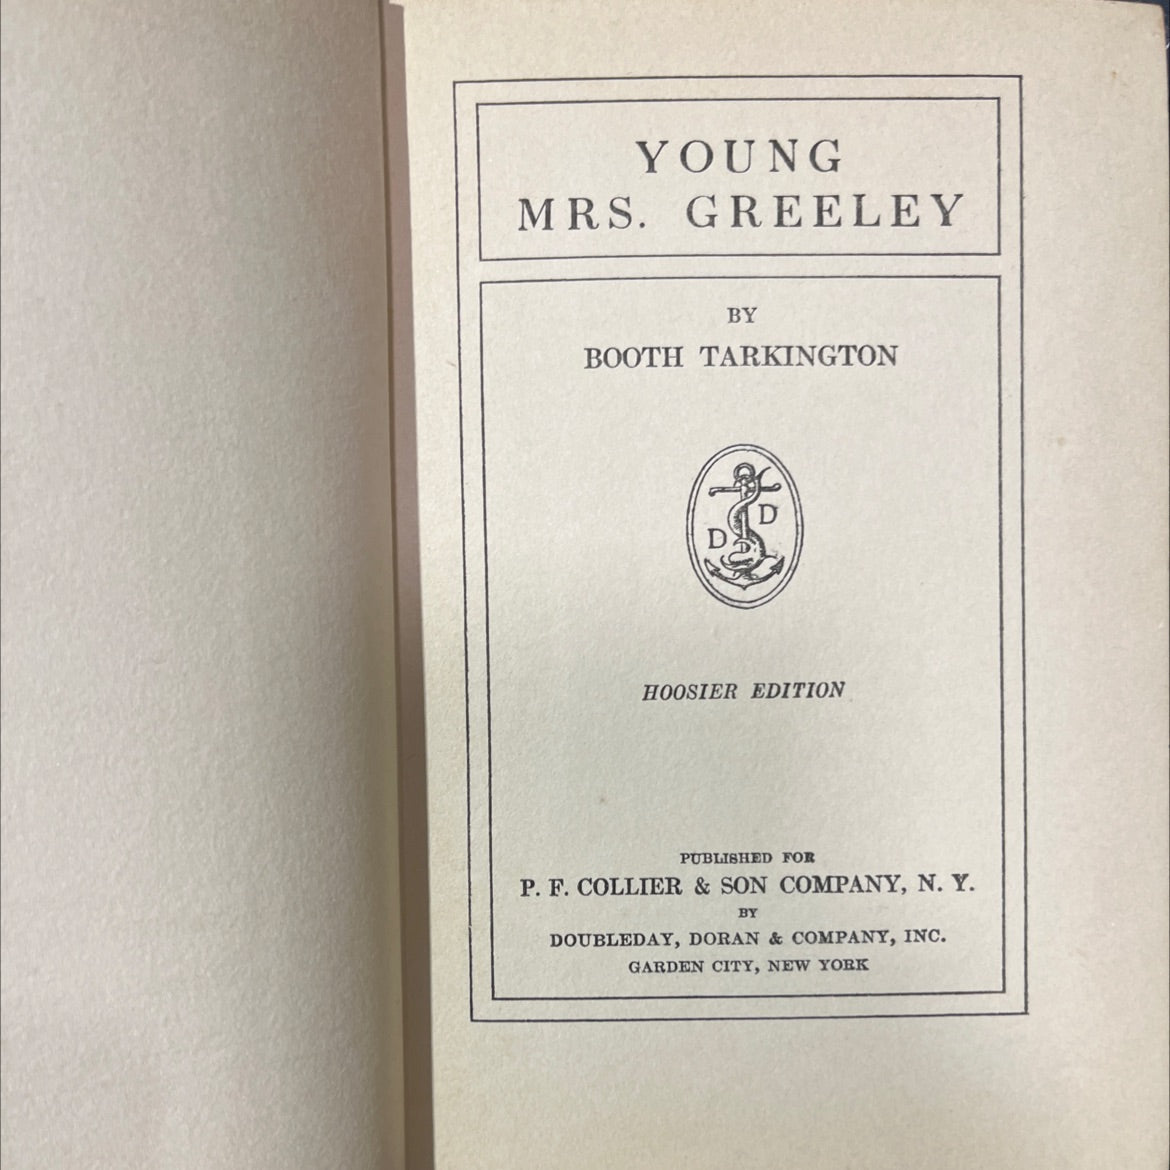 YOUNG
MRS. GREELEY
BY
BOOTH TARKINGTON
D
D
HOOSIER EDITION
PUBLISHED FOR
P. F. COLLIER & SON COMPANY, N. Y.
BY
DOUBLEDAY, DORAN & COMPANY, INC.
GARDEN CITY, NEW YORK